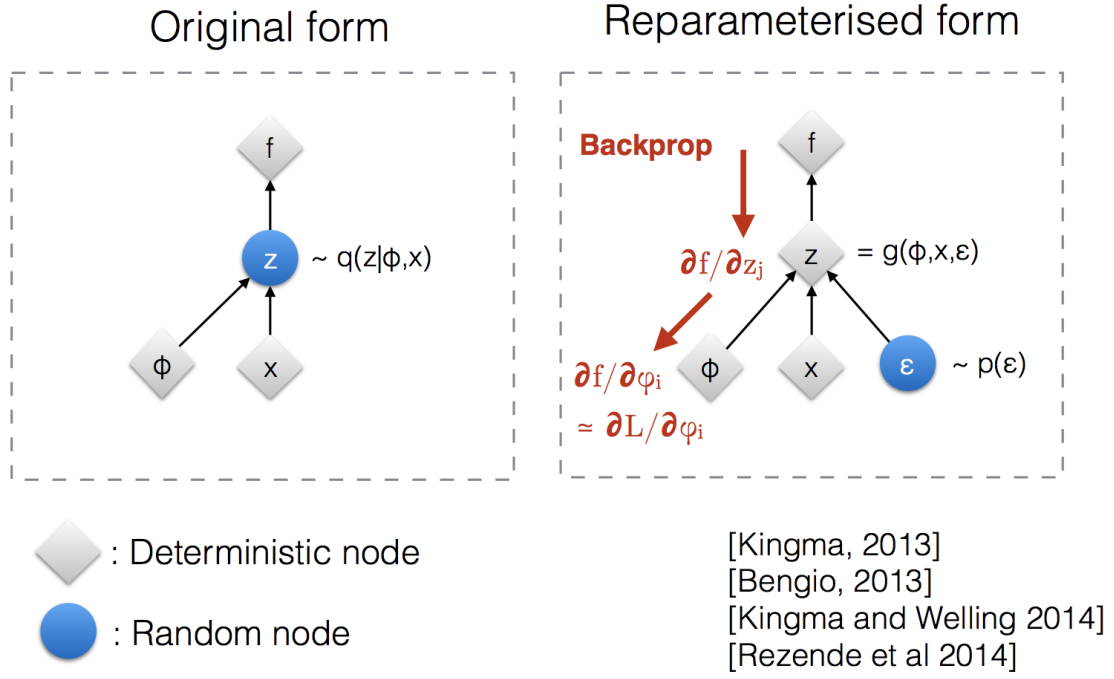 Original form
f
z
~ q(z|φ,x)
φ
x
Reparameterised form
Backprop
f
∂f/∂zⱼ
z
= g(φ,x,ε)
∂f/∂φᵢ
≃ ∂L/∂φᵢ
φ
x
ε
~ p(ε)
: Deterministic node
: Random node
[Kingma, 2013]
[Bengio, 2013]
[Kingma and Welling 2014]
[Rezende et al 2014]